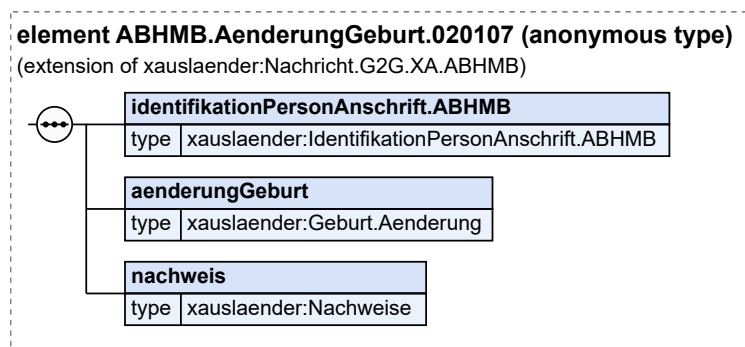 element ABHMB.AenderungGeburt.020107 (anonymous type)
(extension of xauslaender:Nachricht.G2G.XA.ABHMB)
identifikationPersonAnschrift.ABHMB
type xauslaender:IdentifikationPersonAnschrift.ABHMB
aenderungGeburt
type xauslaender:Geburt.Aenderung
nachweis
type xauslaender:Nachweise